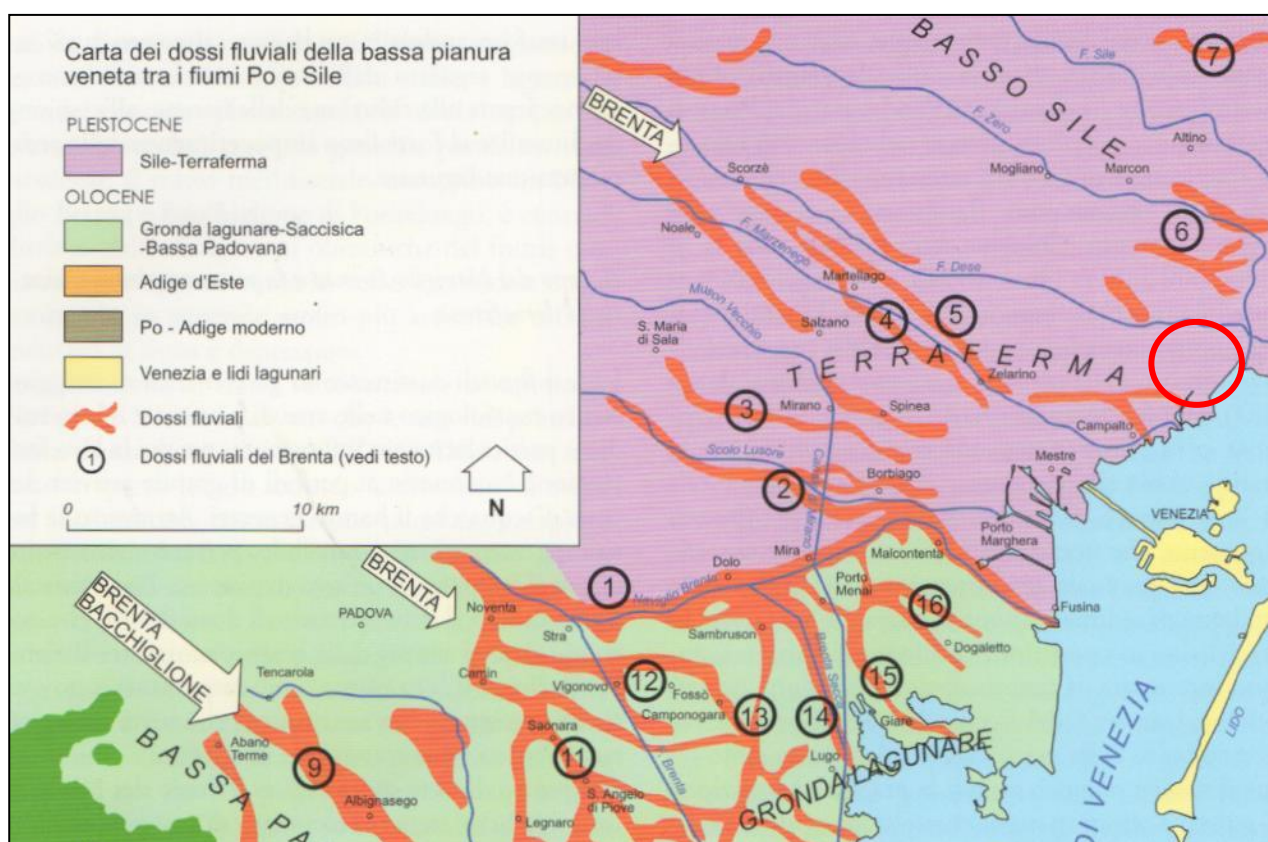 Carta dei dossi fluviali della bassa pianura
veneta tra i fiumi Po e Sile
PLEISTOCENE
Sile-Terraferma
OLOCENE
Gronda lagunare-Saccisica
-Bassa Padovana
Adige d'Este
Po - Adige moderno
Venezia e lidi lagunari
Dossi fluviali
1 Dossi fluviali del Brenta (vedi testo)
0 10 km
N
BASSO SILE
F. Sile
7
BRENTA
F. Zero
Altino
Scorzè
Mogliano
Marcon
Noale
F. Marzenego
6
F. Dese
Martellago
Muson Vecchio
4
5
S. Maria
di Sala
Salzano
TERRAFERMA
Zelarino
3
Mirano
Spinea
Campalto
Scolo Lusore
Mestre
2
Borbiago
VENEZIA
Porto
Marghera
Mira
Malcontenta
Dolo
BRENTA
1
Naviglio Brenta
Porto
Menai
16
Fusina
BRENTA
BACCHIGLIONE
PADOVA
Noventa
Stra
Sambruson
Dogaletto
Tencarola
Camin
Vigonovo
12
Fossò
15
Camponogara
13
14
Brenta Secca
Giare
LIDO
Saonara
Abano
Terme
9
11
F. Brenta
Lugo
GRONDA LAGUNARE
S. Angelo
di Piove
Albignasego
Legnaro
BASSA PA
DI VENEZIA